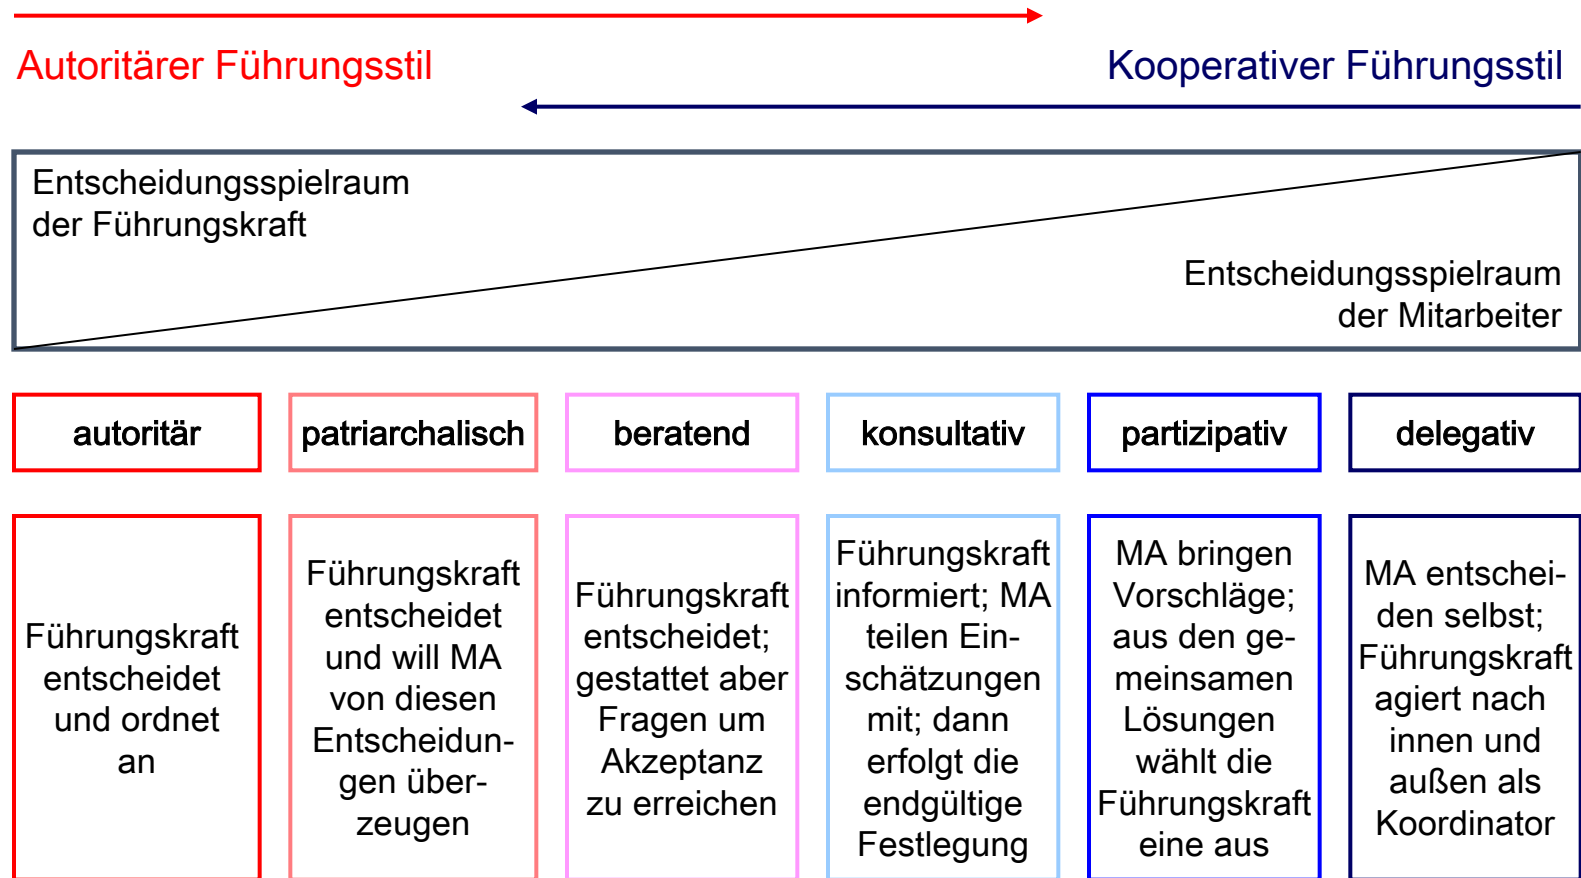 Autoritärer Führungsstil
Kooperativer Führungsstil
Entscheidungsspielraum
der Führungskraft
Entscheidungsspielraum
der Mitarbeiter
autoritär
patriarchalisch
beratend
konsultativ
partizipativ
delegativ
Führungskraft
entscheidet
und ordnet
an
Führungskraft
entscheidet
und will MA
von diesen
Entscheidun-
gen über-
zeugen
Führungskraft
entscheidet;
gestattet aber
Fragen um
Akzeptanz
zu erreichen
Führungskraft
informiert; MA
teilen Ein-
schätzungen
mit; dann
erfolgt die
endgültige
Festlegung
MA bringen
Vorschläge;
aus den ge-
meinsamen
Lösungen
wählt die
Führungskraft
eine aus
MA entschei-
den selbst;
Führungskraft
agiert nach
innen und
außen als
Koordinator